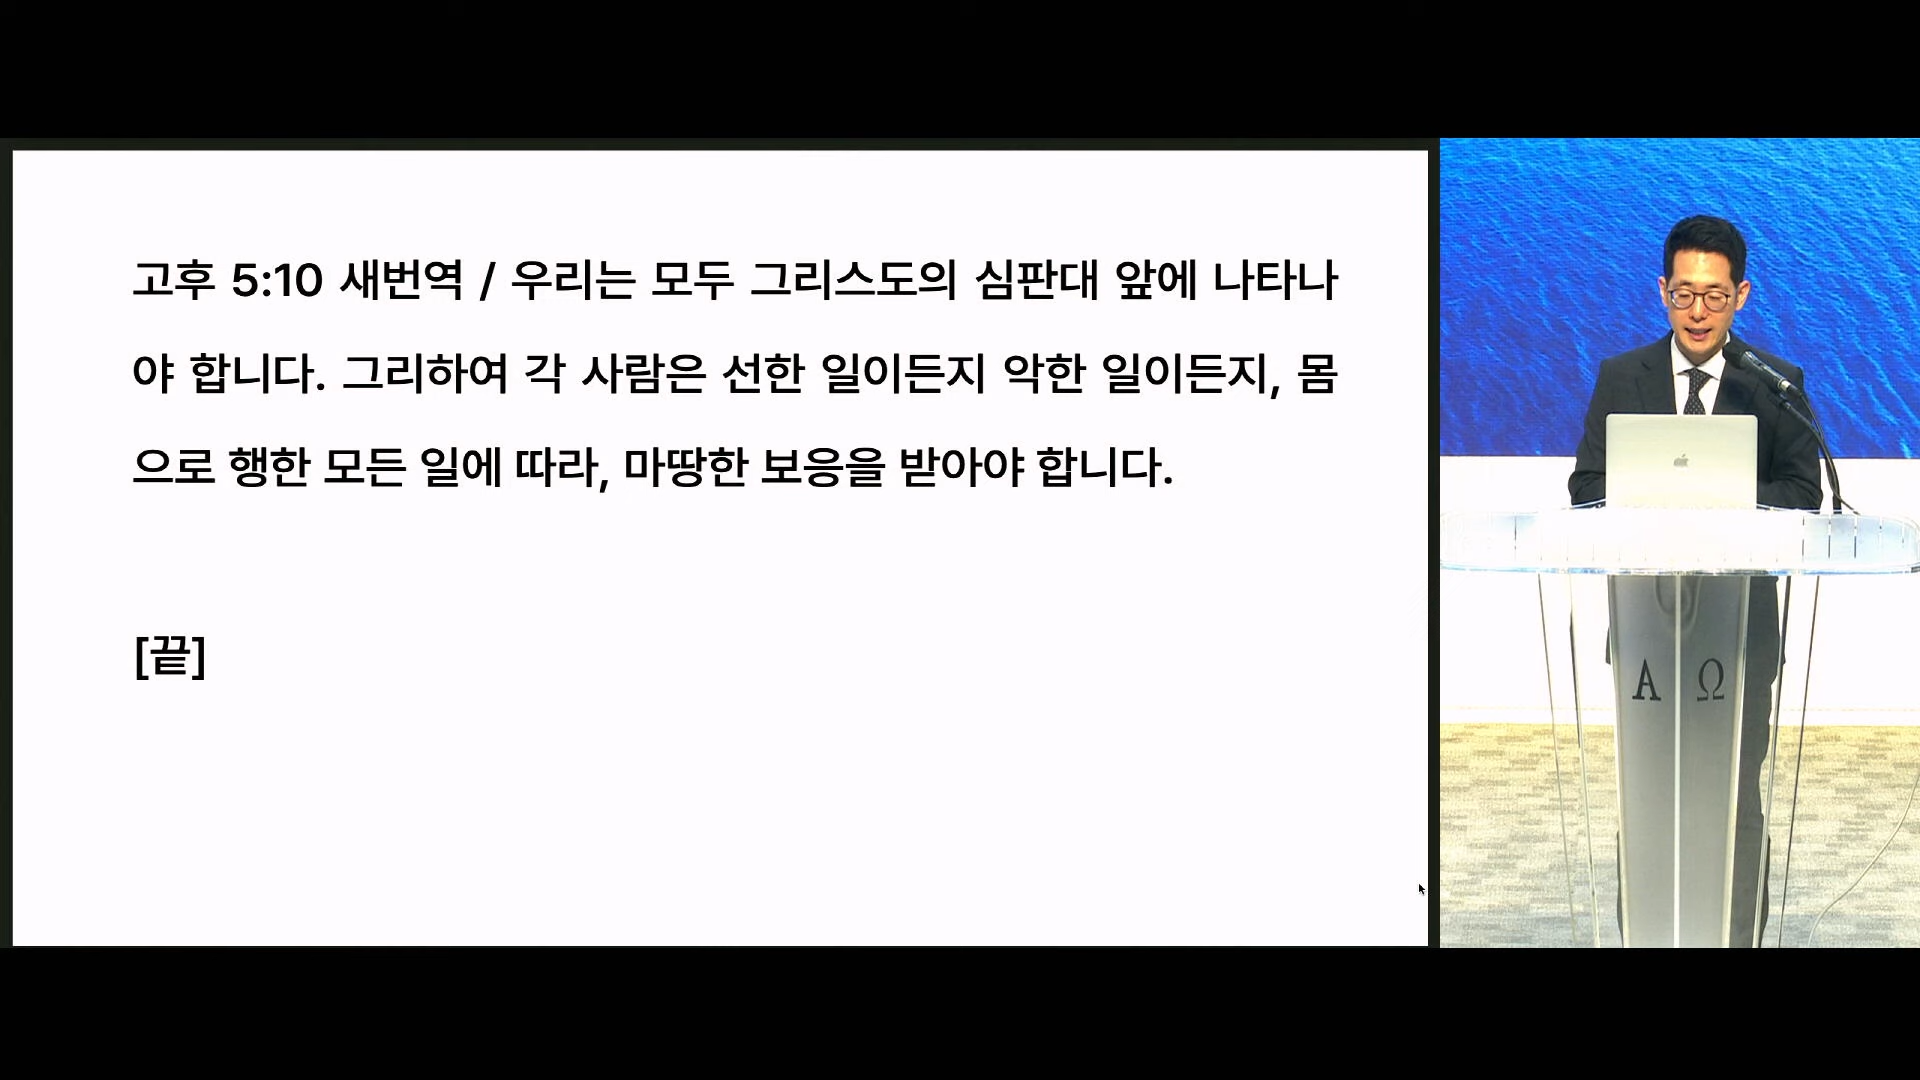 고후 5:10 새번역 / 우리는 모두 그리스도의 심판대 앞에 나타나
야 합니다. 그리하여 각 사람은 선한 일이든지 악한 일이든지, 몸
으로 행한 모든 일에 따라, 마땅한 보응을 받아야 합니다.
[끝]
Α Ω